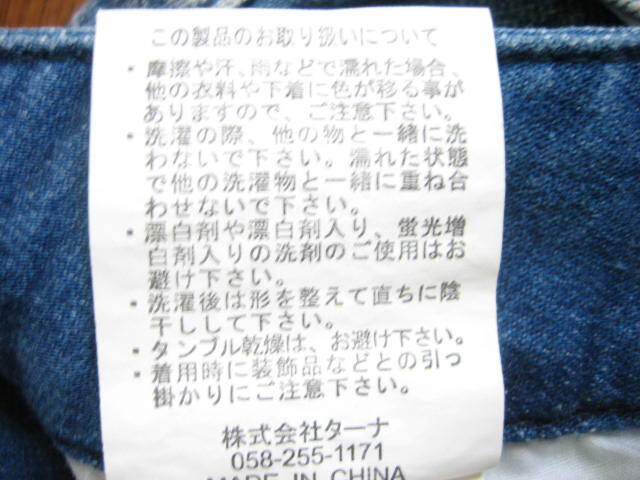 この製品のお取り扱いについて
・摩擦や汗、雨などで濡れた場合、
他の衣料や下着に色が移る事が
ありますので、ご注意下さい。
・洗濯の際、他の物と一緒に洗
わないで下さい。濡れた状態
で他の洗濯物と一緒に重ね合
わせないで下さい。
・漂白剤や漂白剤入り、蛍光増
白剤入りの洗剤のご使用はお
避け下さい。
・洗濯後は形を整えて直ちに陰
干しして下さい。
・タンブル乾燥は、お避け下さい。
・着用時に装飾品などとの引っ
掛かりにご注意下さい。
株式会社ターナ
058-255-1171
MADE IN CHINA